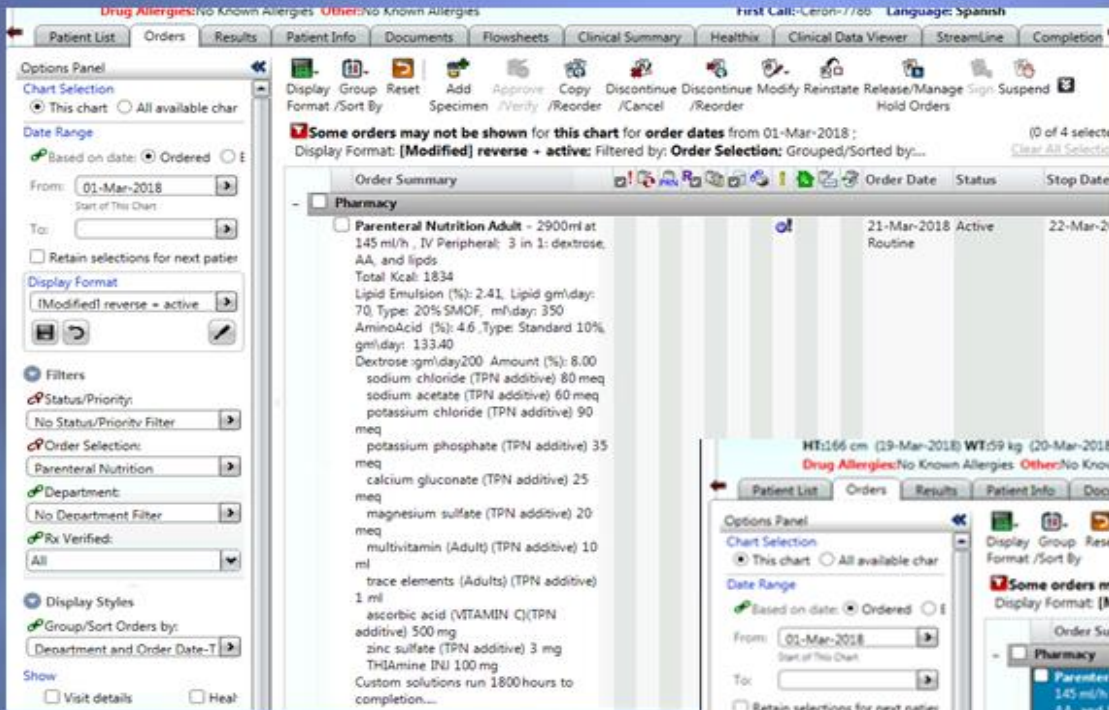 Drug Allergies:No Known Allergies Other:No Known Allergies First Call:-Ceron-7786 Language: Spanish
Patient List Orders Results Patient Info Documents Flowsheets Clinical Summary Healthix Clinical Data Viewer StreamLine Completion
Options Panel
Chart Selection
This chart All available char
Date Range
Based on date: Ordered E
From: 01-Mar-2018
Start of This Chart
To:
Retain selections for next patier
Display Format
[Modified] reverse + active
Filters
Status/Priority:
No Status/Priority Filter
Order Selection:
Parenteral Nutrition
Department:
No Department Filter
Rx Verified:
All
Display Styles
Group/Sort Orders by:
Department and Order Date-T
Show
Visit details Heal
Display Group Reset Add Approve Copy Discontinue Discontinue Modify Reinstate Release/Manage Sign Suspend
Format /Sort By Specimen /Verify /Reorder /Cancel /Reorder Hold Orders
Some orders may not be shown for this chart for order dates from 01-Mar-2018 ; (0 of 4 selecte
Display Format: [Modified] reverse + active; Filtered by: Order Selection; Grouped/Sorted by:... Clear All Selectio
Order Summary Order Date Status Stop Date
Pharmacy
Parenteral Nutrition Adult - 2900ml at 21-Mar-2018 Active 22-Mar-20
145 ml/h , IV Peripheral; 3 in 1: dextrose, Routine
AA, and lipds
Total Kcal: 1834
Lipid Emulsion (%): 2.41, Lipid gm\day:
70, Type: 20% SMOF, ml\day: 350
AminoAcid (%): 4.6 ,Type: Standard 10%,
gm\day: 133.40
Dextrose :gm\day200 Amount (%): 8.00
sodium chloride (TPN additive) 80 meq
sodium acetate (TPN additive) 60 meq
potassium chloride (TPN additive) 90
meq
potassium phosphate (TPN additive) 35
meq
calcium gluconate (TPN additive) 25
meq
magnesium sulfate (TPN additive) 20
meq
multivitamin (Adult) (TPN additive) 10
ml
trace elements (Adults) (TPN additive)
1 ml
ascorbic acid (VITAMIN C)(TPN
additive) 500 mg
zinc sulfate (TPN additive) 3 mg
THIAmine INJ 100 mg
Custom solutions run 1800hours to
completion....
HT:166 cm (19-Mar-2018) WT:59 kg (20-Mar-2018
Drug Allergies:No Known Allergies Other:No Know
Patient List Orders Results Patient Info Doc
Options Panel
Chart Selection
This chart All available char
Date Range
Based on date: Ordered E
From: 01-Mar-2018
Start of This Chart
To:
Retain selections for next patier
Display Group Rese
Format /Sort By
Some orders m
Display Format: [M
Order Su
Pharmacy
Parenter
145 ml/h